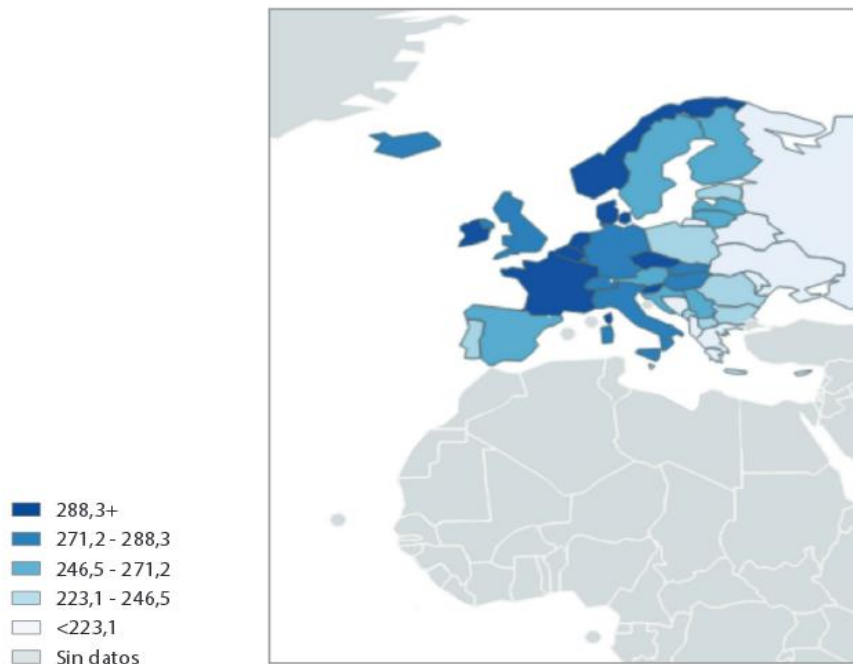 288,3+
271,2 - 288,3
246,5 - 271,2
223,1 - 246,5
<223,1
Sin datos